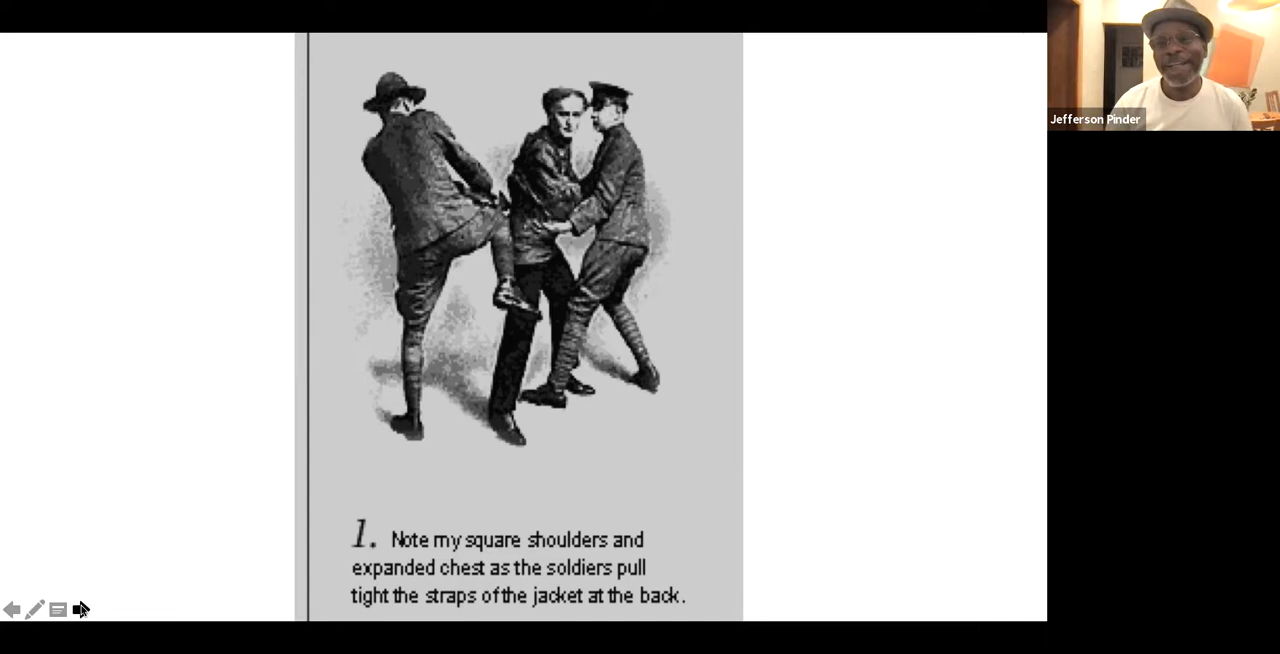 Jefferson Pinder
1. Note my square shoulders and
expanded chest as the soldiers pull
tight the straps of the jacket at the back.